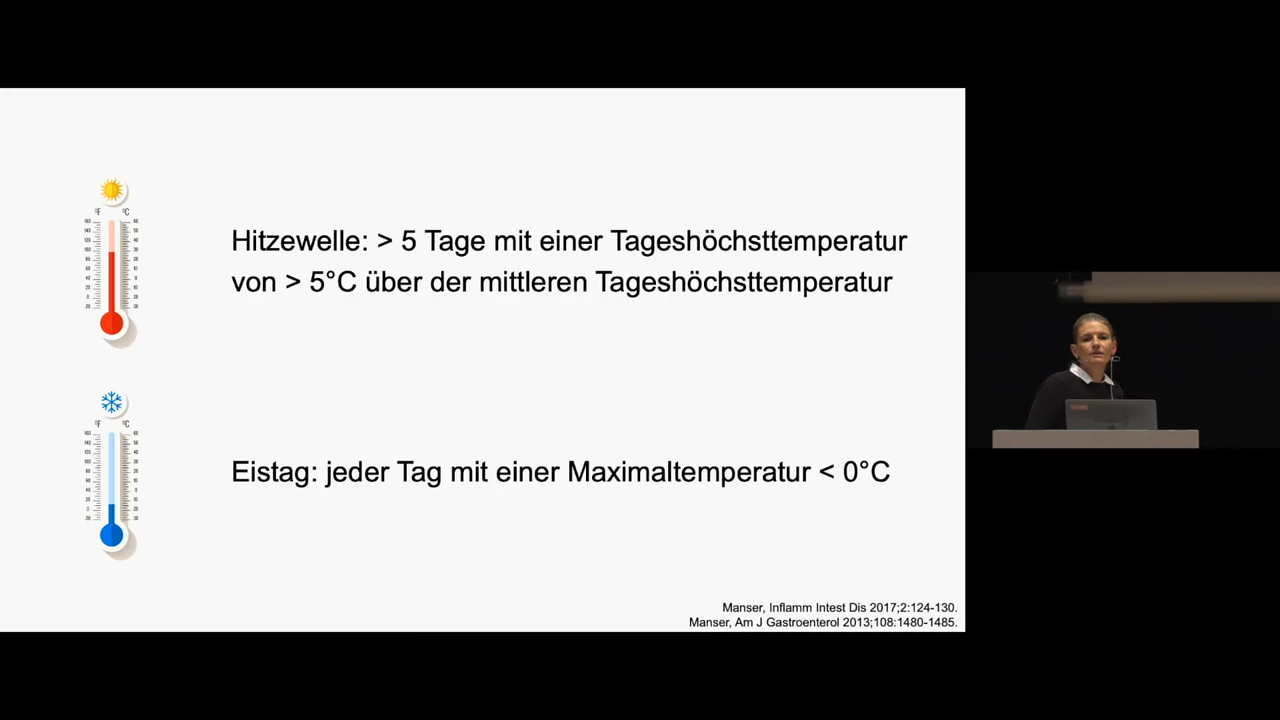 °F °C
Hitzewelle: > 5 Tage mit einer Tageshöchsttemperatur
von > 5°C über der mittleren Tageshöchsttemperatur
°F °C
Eistag: jeder Tag mit einer Maximaltemperatur < 0°C
Manser, Inflamm Intest Dis 2017;2:124-130.
Manser, Am J Gastroenterol 2013;108:1480-1485.